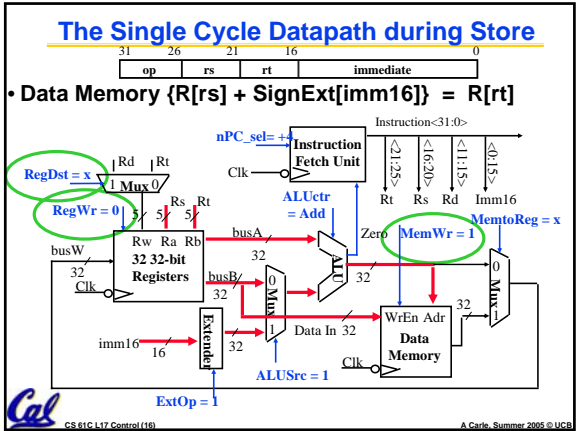 The Single Cycle Datapath during Store
31 26 21 16 0
op rs rt immediate
• Data Memory {R[rs] + SignExt[imm16]} = R[rt]
Instruction<31:0>
nPC_sel= +4
Instruction
Fetch Unit
Clk
<21:25>
<16:20>
<11:15>
<0:15>
Rt Rs Rd Imm16
Rd Rt
RegDst = x
1 Mux 0
RegWr = 0
Rs Rt
5 5 5
ALUctr
= Add
Zero
MemWr = 1
MemtoReg = x
busA
32
Rw Ra Rb
32 32-bit
Registers
busW
32
Clk
busB
32
0
Mux
1
ALU
32
0
Mux
1
32
Data In 32
WrEn Adr
Data
Memory
Clk
imm16
16
Extender
32
ALUSrc = 1
ExtOp = 1
Cal
CS 61C L17 Control (16)
A Carle, Summer 2005 © UCB